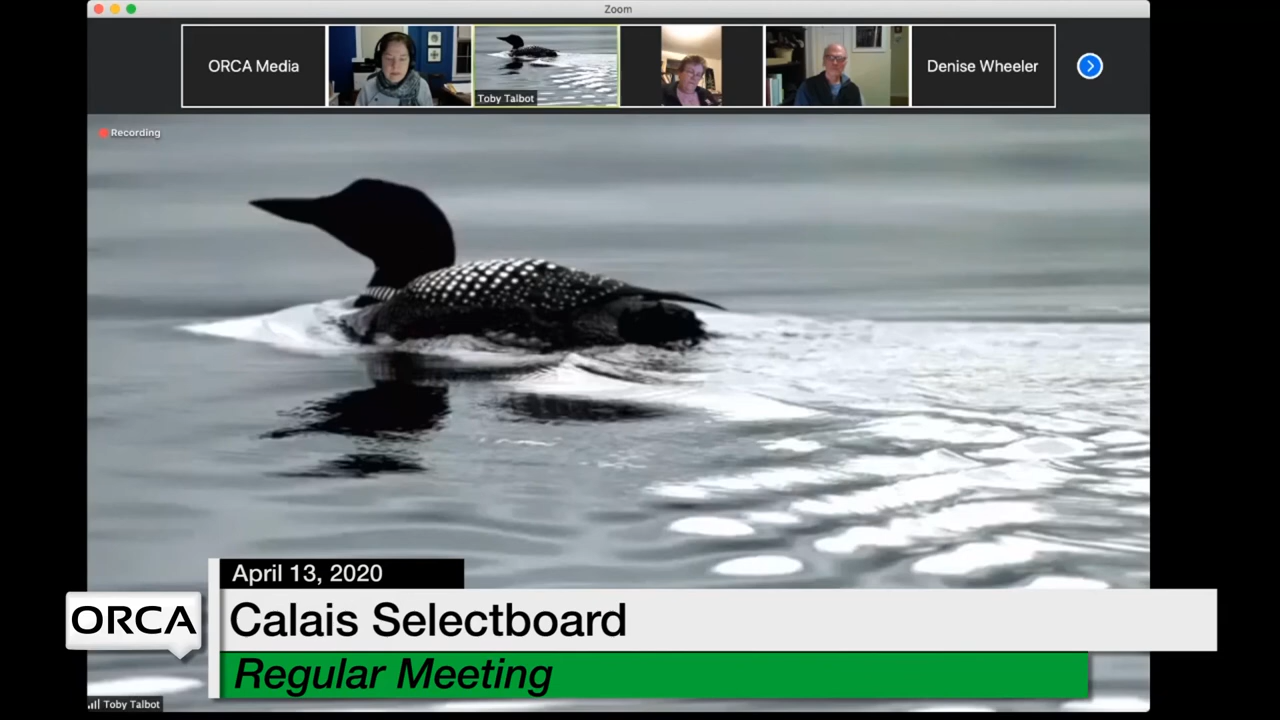 Zoom
ORCA Media
Toby Talbot
Denise Wheeler
Recording
April 13, 2020
ORCA
Calais Selectboard
Regular Meeting
Toby Talbot